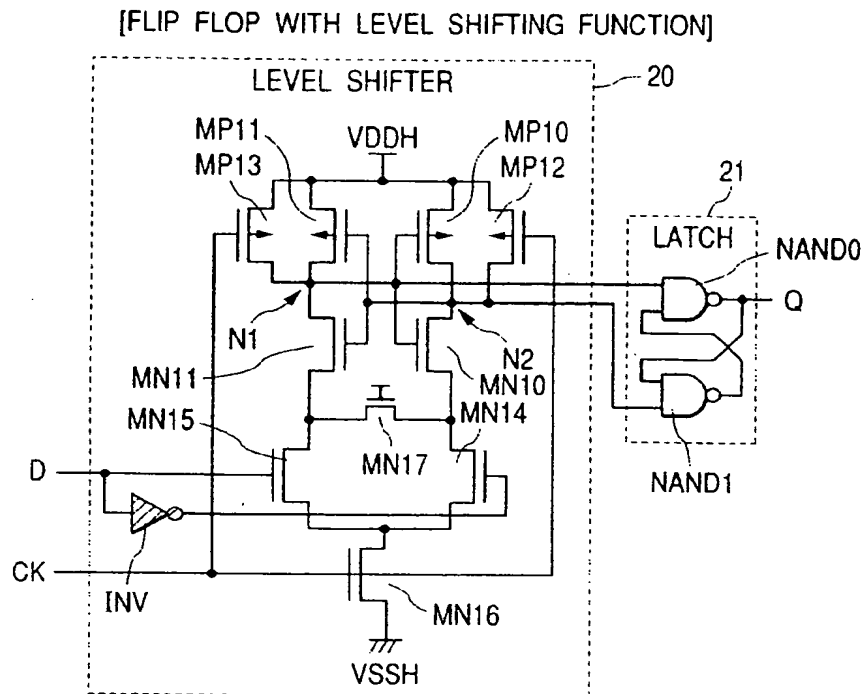 [FLIP FLOP WITH LEVEL SHIFTING FUNCTION]
LEVEL SHIFTER
20
MP11
MP13
VDDH
MP10
MP12
21
LATCH
NAND0
Q
N1
N2
MN11
MN10
MN15
MN14
MN17
NAND1
D
CK
INV
MN16
VSSH